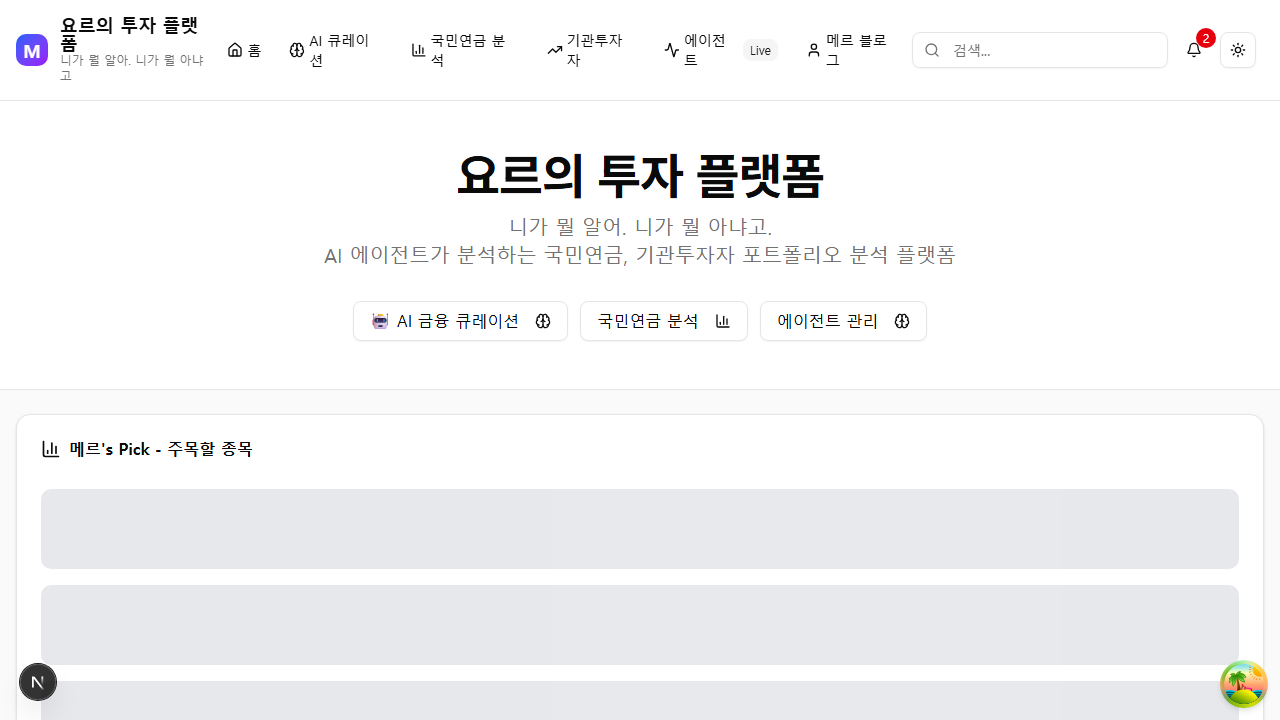 M
요르의 투자 플랫
폼
니가 뭘 알아. 니가 뭘 아냐
고
홈
AI 큐레이
션
국민연금 분
석
기관투자
자
에이전
트
Live
메르 블로
그
검색...
2
요르의 투자 플랫폼
니가 뭘 알어. 니가 뭘 아냐고.
AI 에이전트가 분석하는 국민연금, 기관투자자 포트폴리오 분석 플랫폼
AI 금융 큐레이션
국민연금 분석
에이전트 관리
메르's Pick - 주목할 종목
N